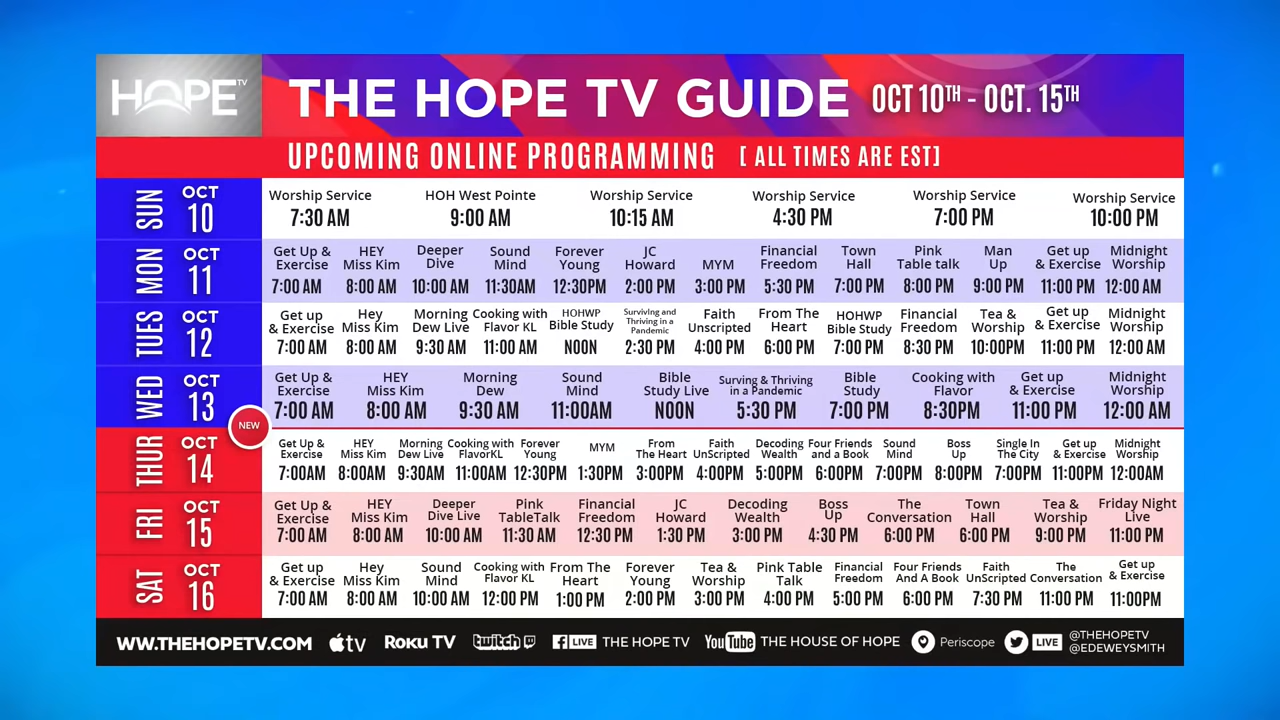 HOPE TV
THE HOPE TV GUIDE OCT 10TH - OCT. 15TH
UPCOMING ONLINE PROGRAMMING [ ALL TIMES ARE EST]
SUN OCT 10
Worship Service HOH West Pointe Worship Service Worship Service Worship Service Worship Service
7:30 AM 9:00 AM 10:15 AM 4:30 PM 7:00 PM 10:00 PM
MON OCT 11
Get Up & HEY Deeper Sound Forever JC Financial Town Pink Man Get up Midnight
Exercise Miss Kim Dive Mind Young Howard MYM Freedom Hall Table talk Up & Exercise Worship
7:00 AM 8:00 AM 10:00 AM 11:30AM 12:30PM 2:00 PM 3:00 PM 5:30 PM 7:00 PM 8:00 PM 9:00 PM 11:00 PM 12:00 AM
TUES OCT 12
Get up Hey Morning Cooking with HOHWP Surviving and Thriving in a Pandemic Faith From The HOHWP Financial Tea & Get up Midnight
& Exercise Miss Kim Dew Live Flavor KL Bible Study Unscripted Heart Bible Study Freedom Worship & Exercise Worship
7:00 AM 8:00 AM 9:30 AM 11:00 AM NOON 2:30 PM 4:00 PM 6:00 PM 7:00 PM 8:30 PM 10:00PM 11:00 PM 12:00 AM
WED OCT 13
Get Up & HEY Morning Sound Bible Surving & Thriving Bible Cooking with Get up Midnight
Exercise Miss Kim Dew Mind Study Live in a Pandemic Study Flavor & Exercise Worship
7:00 AM 8:00 AM 9:30 AM 11:00AM NOON 5:30 PM 7:00 PM 8:30PM 11:00 PM 12:00 AM
NEW
THUR OCT 14
Get Up & HEY Morning Cooking with Forever MYM From Faith Decoding Four Friends Sound Boss Single In Get up Midnight
Exercise Miss Kim Dew Live FlavorKL Young The Heart UnScripted Wealth and a Book Mind Up The City & Exercise Worship
7:00AM 8:00AM 9:30AM 11:00AM 12:30PM 1:30PM 3:00PM 4:00PM 5:00PM 6:00PM 7:00PM 8:00PM 7:00PM 11:00PM 12:00AM
FRI OCT 15
Get Up & HEY Deeper Pink Financial JC Decoding Boss The Town Tea & Friday Night
Exercise Miss Kim Dive Live TableTalk Freedom Howard Wealth Up Conversation Hall Worship Live
7:00 AM 8:00 AM 10:00 AM 11:30 AM 12:30 PM 1:30 PM 3:00 PM 4:30 PM 6:00 PM 6:00 PM 9:00 PM 11:00 PM
SAT OCT 16
Get up Hey Sound Cooking with From The Forever Tea & Pink Table Financial Four Friends Faith The Get up
& Exercise Miss Kim Mind Flavor KL Heart Young Worship Talk Freedom And A Book UnScripted Conversation & Exercise
7:00 AM 8:00 AM 10:00 AM 12:00 PM 1:00 PM 2:00 PM 3:00 PM 4:00 PM 5:00 PM 6:00 PM 7:30 PM 11:00 PM 11:00PM
WWW.THEHOPETV.COM tv Roku TV twitch f LIVE THE HOPE TV YouTube THE HOUSE OF HOPE Periscope LIVE @THEHOPETV
@EDEWEYSMITH